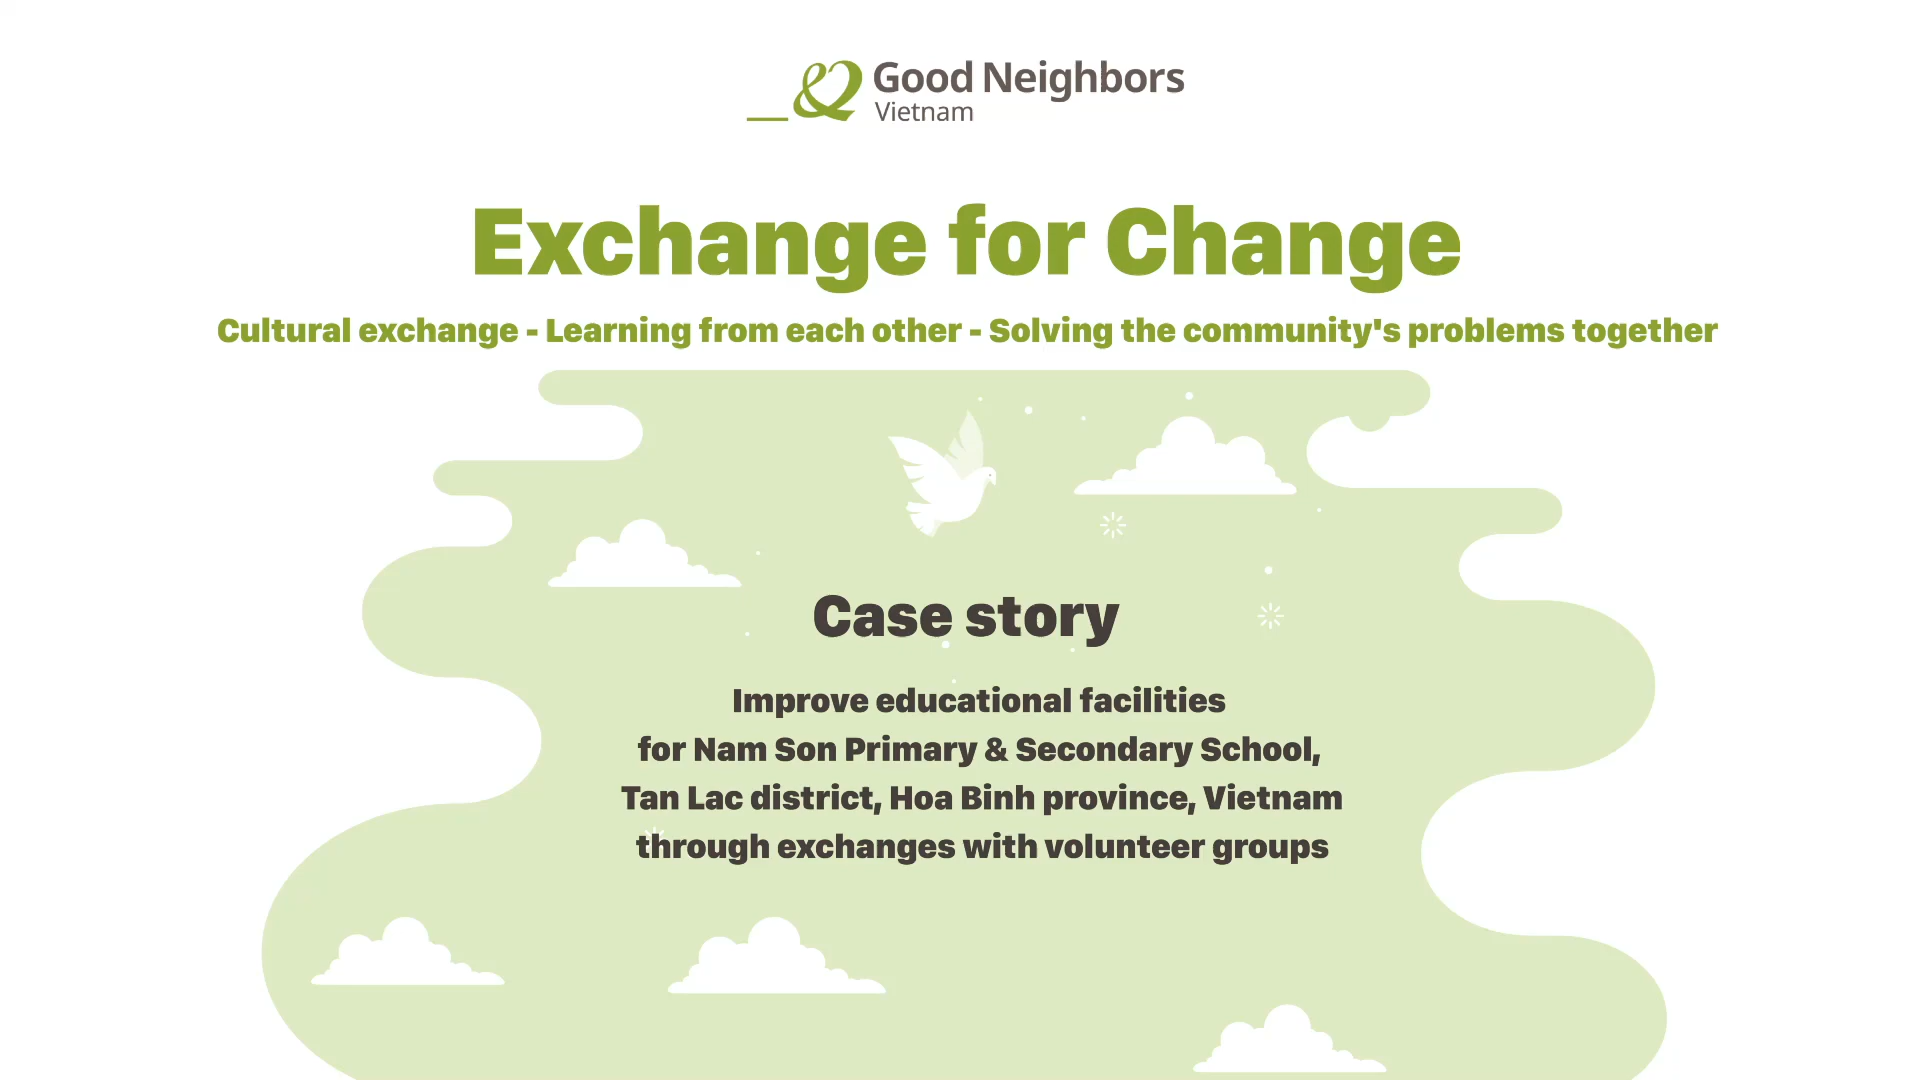 Good Neighbors
Vietnam
Exchange for Change
Cultural exchange - Learning from each other - Solving the community's problems together
Case story
Improve educational facilities
for Nam Son Primary & Secondary School,
Tan Lac district, Hoa Binh province, Vietnam
through exchanges with volunteer groups